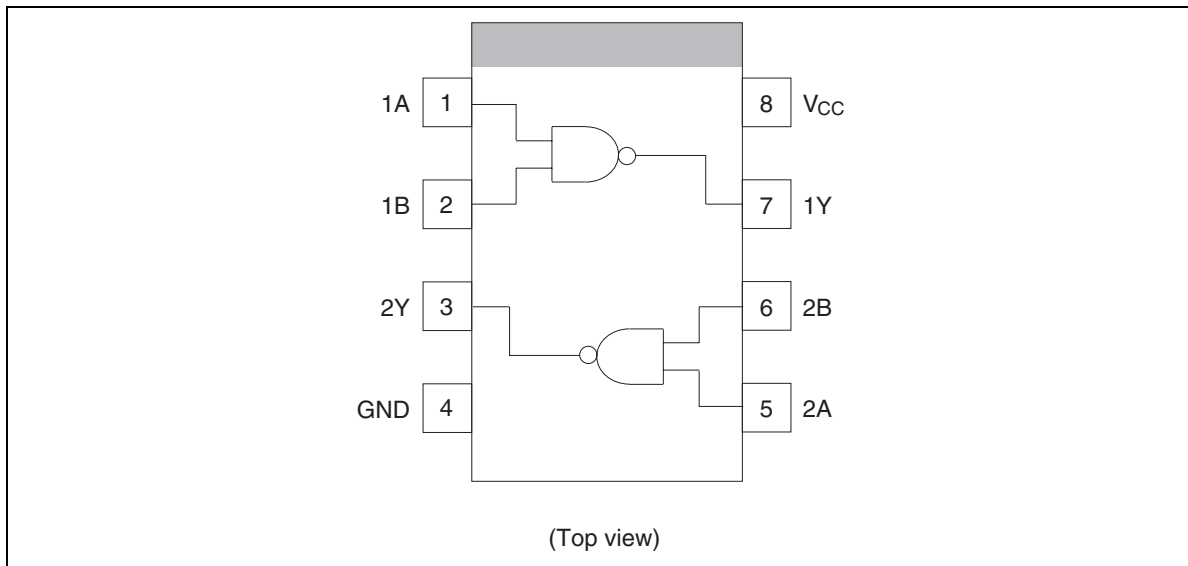 1A 1 8 VCC
1B 2 7 1Y
2Y 3 6 2B
GND 4 5 2A
(Top view)